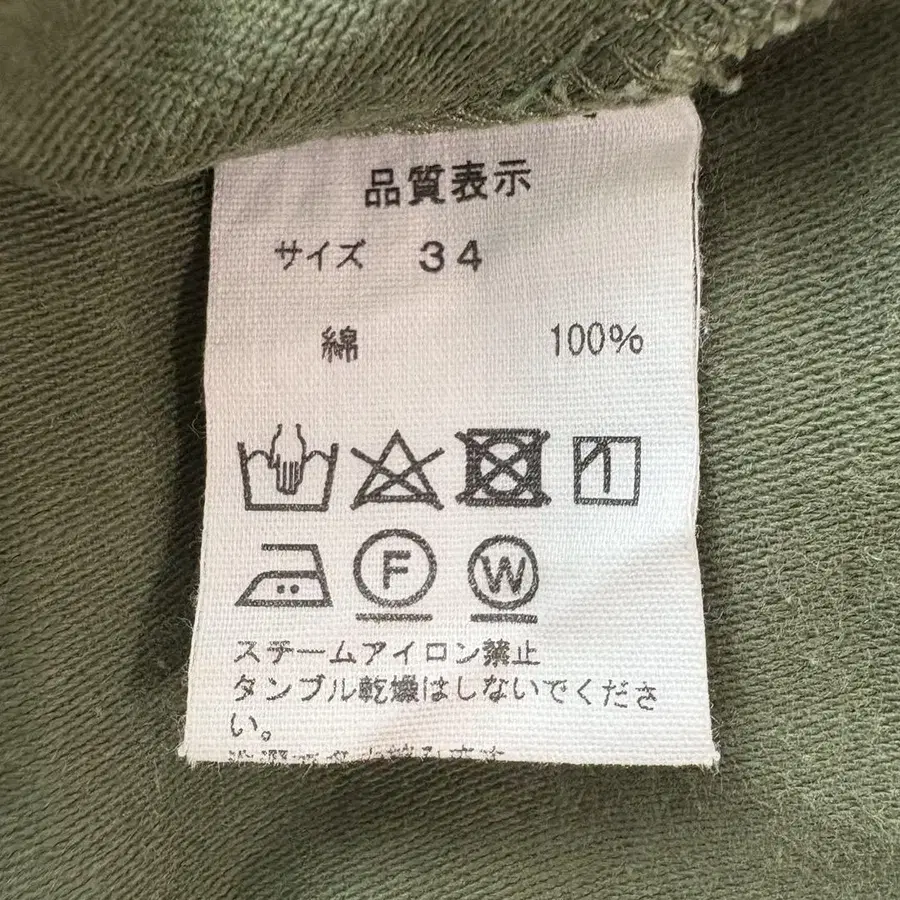 品質表示
サイズ 34
綿 100%
F W
スチームアイロン禁止
タンブル乾燥はしないでくださ
い。